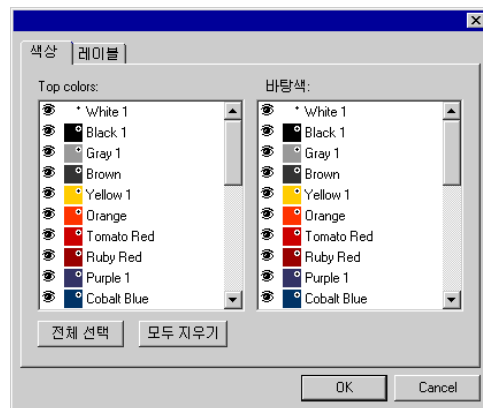 색상
레이블
Top colors:
White 1
Black 1
Gray 1
Brown
Yellow 1
Orange
Tomato Red
Ruby Red
Purple 1
Cobalt Blue
바탕색:
White 1
Black 1
Gray 1
Brown
Yellow 1
Orange
Tomato Red
Ruby Red
Purple 1
Cobalt Blue
전체 선택
모두 지우기
OK
Cancel